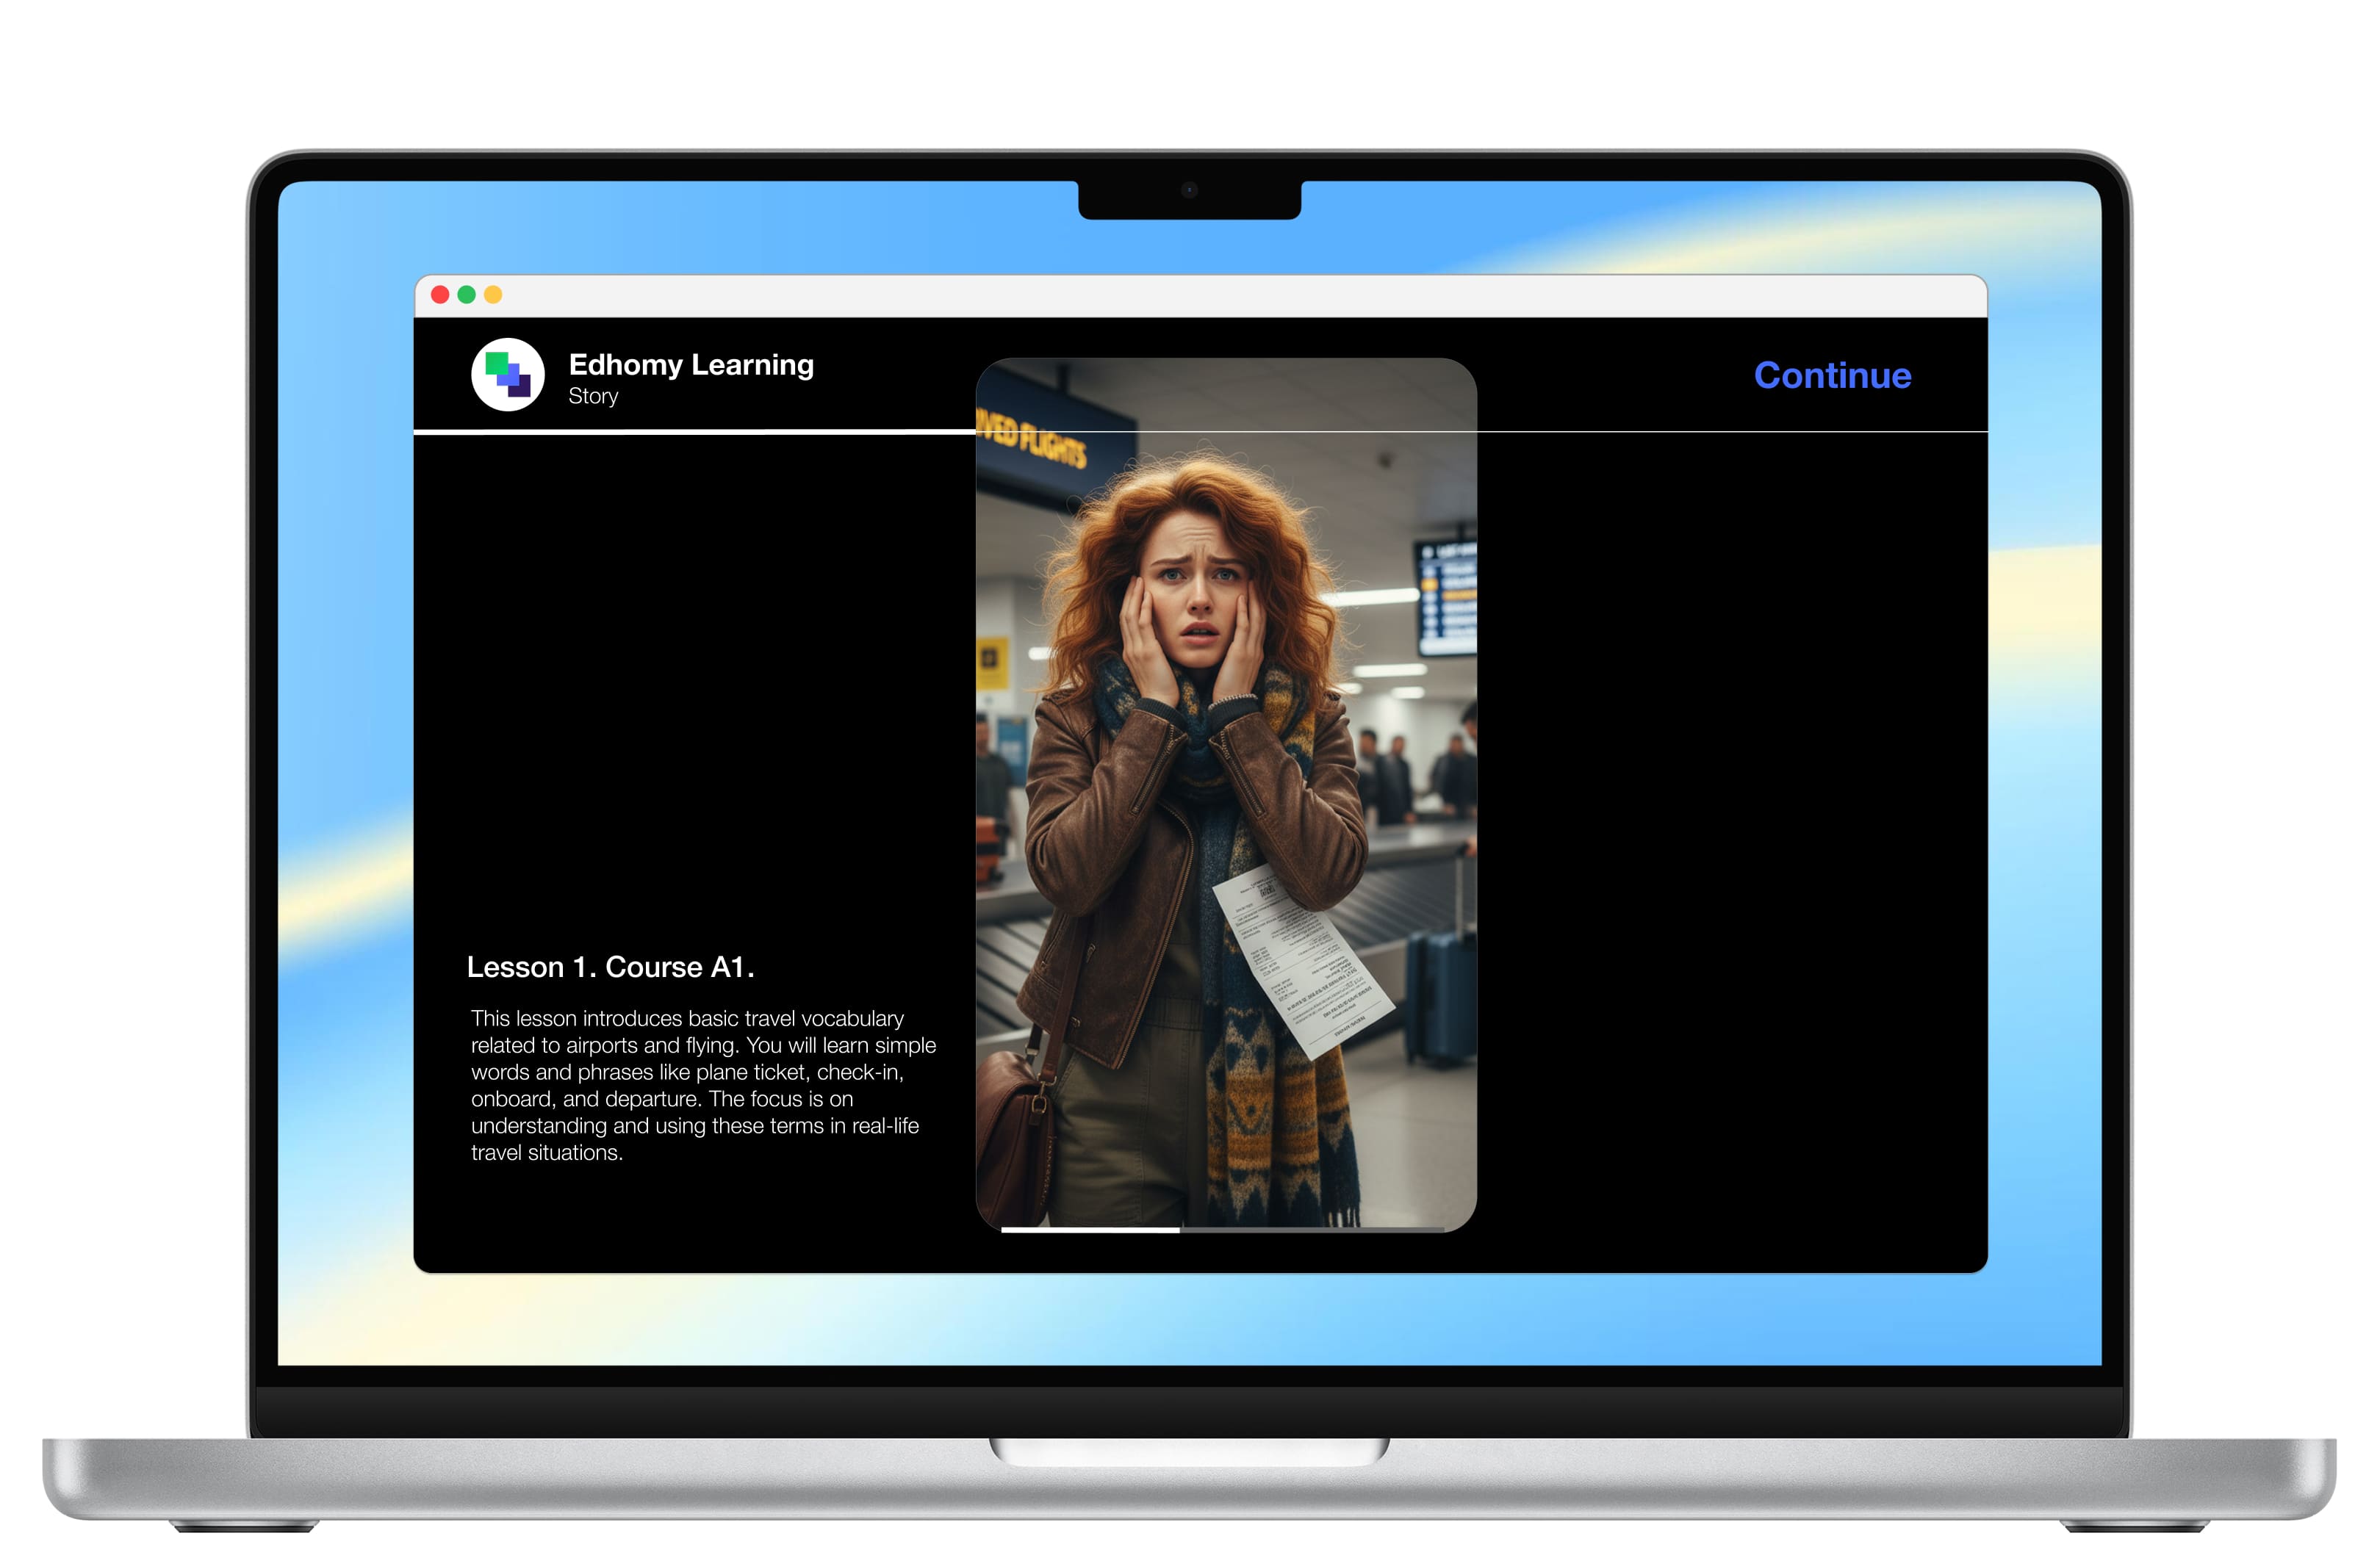 Edhomy Learning
Story
Continue
FLIGHTS
Lesson 1. Course A1.
This lesson introduces basic travel vocabulary
related to airports and flying. You will learn simple
words and phrases like plane ticket, check-in,
onboard, and departure. The focus is on
understanding and using these terms in real-life
travel situations.